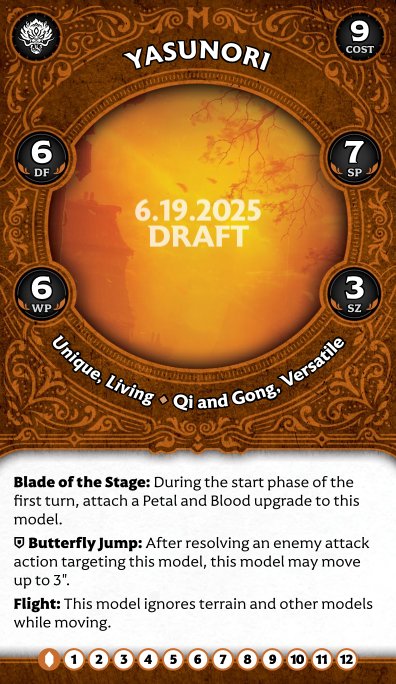 YASUNORI
9
COST
6
DF
7
SP
6.19.2025
DRAFT
6
WP
3
SZ
Unique, Living ◆ Qi and Gong, Versatile
Blade of the Stage: During the start phase of the
first turn, attach a Petal and Blood upgrade to this
model.
Butterfly Jump: After resolving an enemy attack
action targeting this model, this model may move
up to 3".
Flight: This model ignores terrain and other models
while moving.
1 2 3 4 5 6 7 8 9 10 11 12